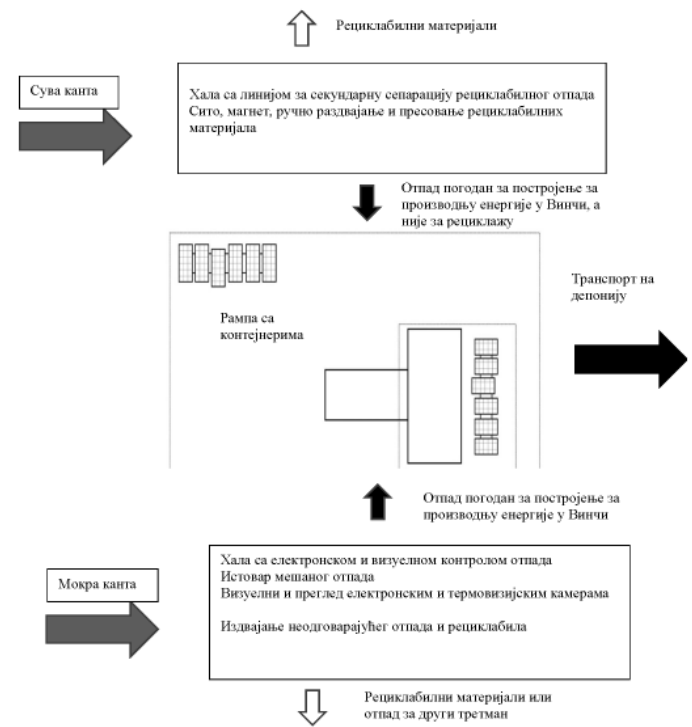 Рециклабилни материјали
Сува канта
Хала са линијом за секундарну сепарацију рециклабилног отпада
Сито, магнет, ручно раздвајање и пресовање рециклабилних
материјала
Отпад погодан за постројење за
производњу енергије у Винчи, а
није за рециклажу
Транспорт на
депонију
Рампа са
контејнерима
Отпад погодан за постројење за
производњу енергије у Винчи
Мокра канта
Хала са електронском и визуелном контролом отпада
Истовар мешаног отпада
Визуелни и преглед електронским и термовизијским камерама
Издвајање неодговарајућег отпада и рециклабила
Рециклабилни материјали или
отпад за други третман